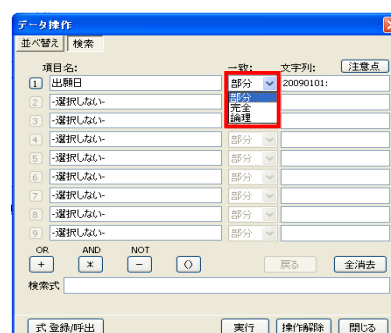 データ操作
並べ替え 検索
項目名: 一致: 文字列: 注意点
1 出願日 部分 20090101:
部分
完全
論理
2 -選択しない-
3 -選択しない-
4 -選択しない- 部分
5 -選択しない- 部分
6 -選択しない- 部分
7 -選択しない- 部分
8 -選択しない- 部分
9 -選択しない- 部分
OR AND NOT
+ * - () 戻る 全消去
検索式
式登録/呼出 実行 操作解除 閉じる